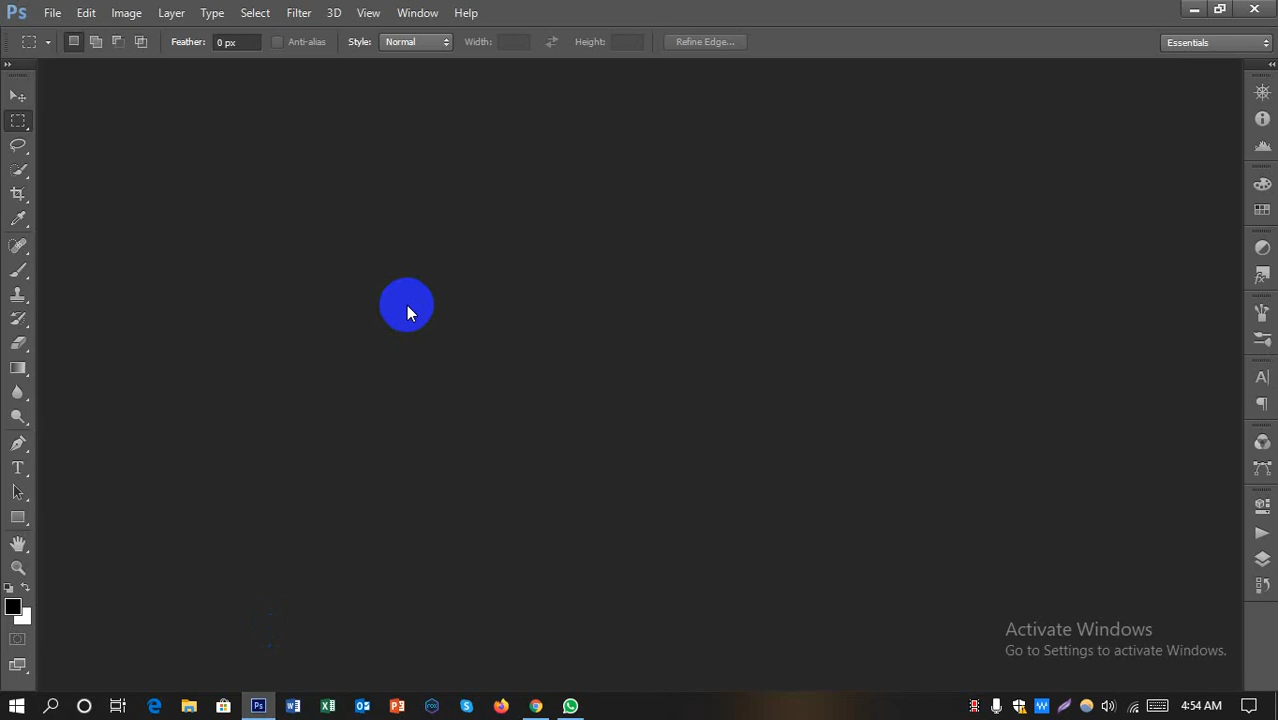 Ps File Edit Image Layer Type Select Filter 3D View Window Help
Feather: 0 px Anti-alias Style: Normal Width: Height: Refine Edge... Essentials
Activate Windows
Go to Settings to activate Windows.
4:54 AM